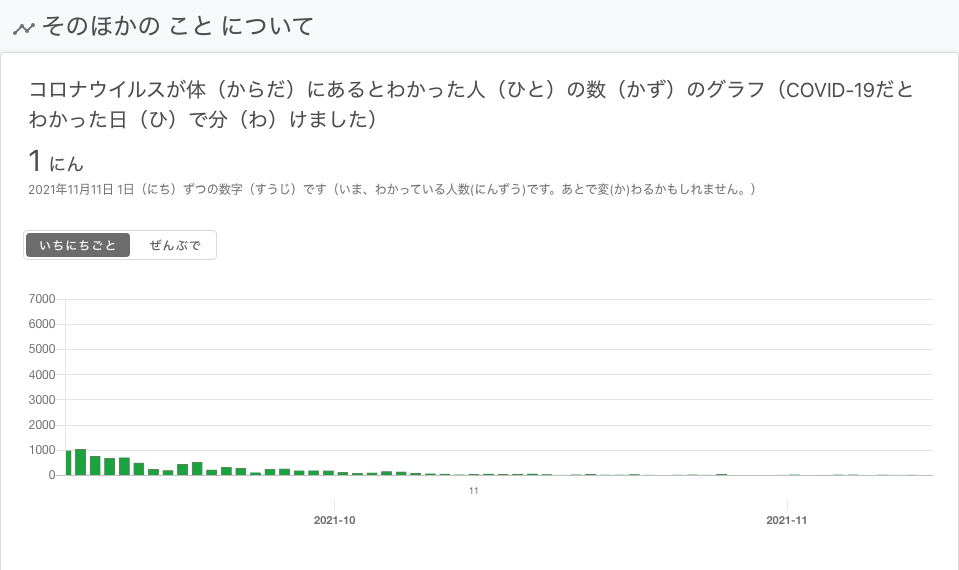 そのほかの こと について
コロナウイルスが体（からだ）にあるとわかった人（ひと）の数（かず）のグラフ（COVID-19だと
わかった日（ひ）で分（わ）けました）
1 にん
2021年11月11日 1日（にち）ずつの数字（すうじ）です（いま、わかっている人数(にんずう)です。あとで変(か)わるかもしれません。）
いちにちごと ぜんぶで
7000
6000
5000
4000
3000
2000
1000
0
11
2021-10 2021-11